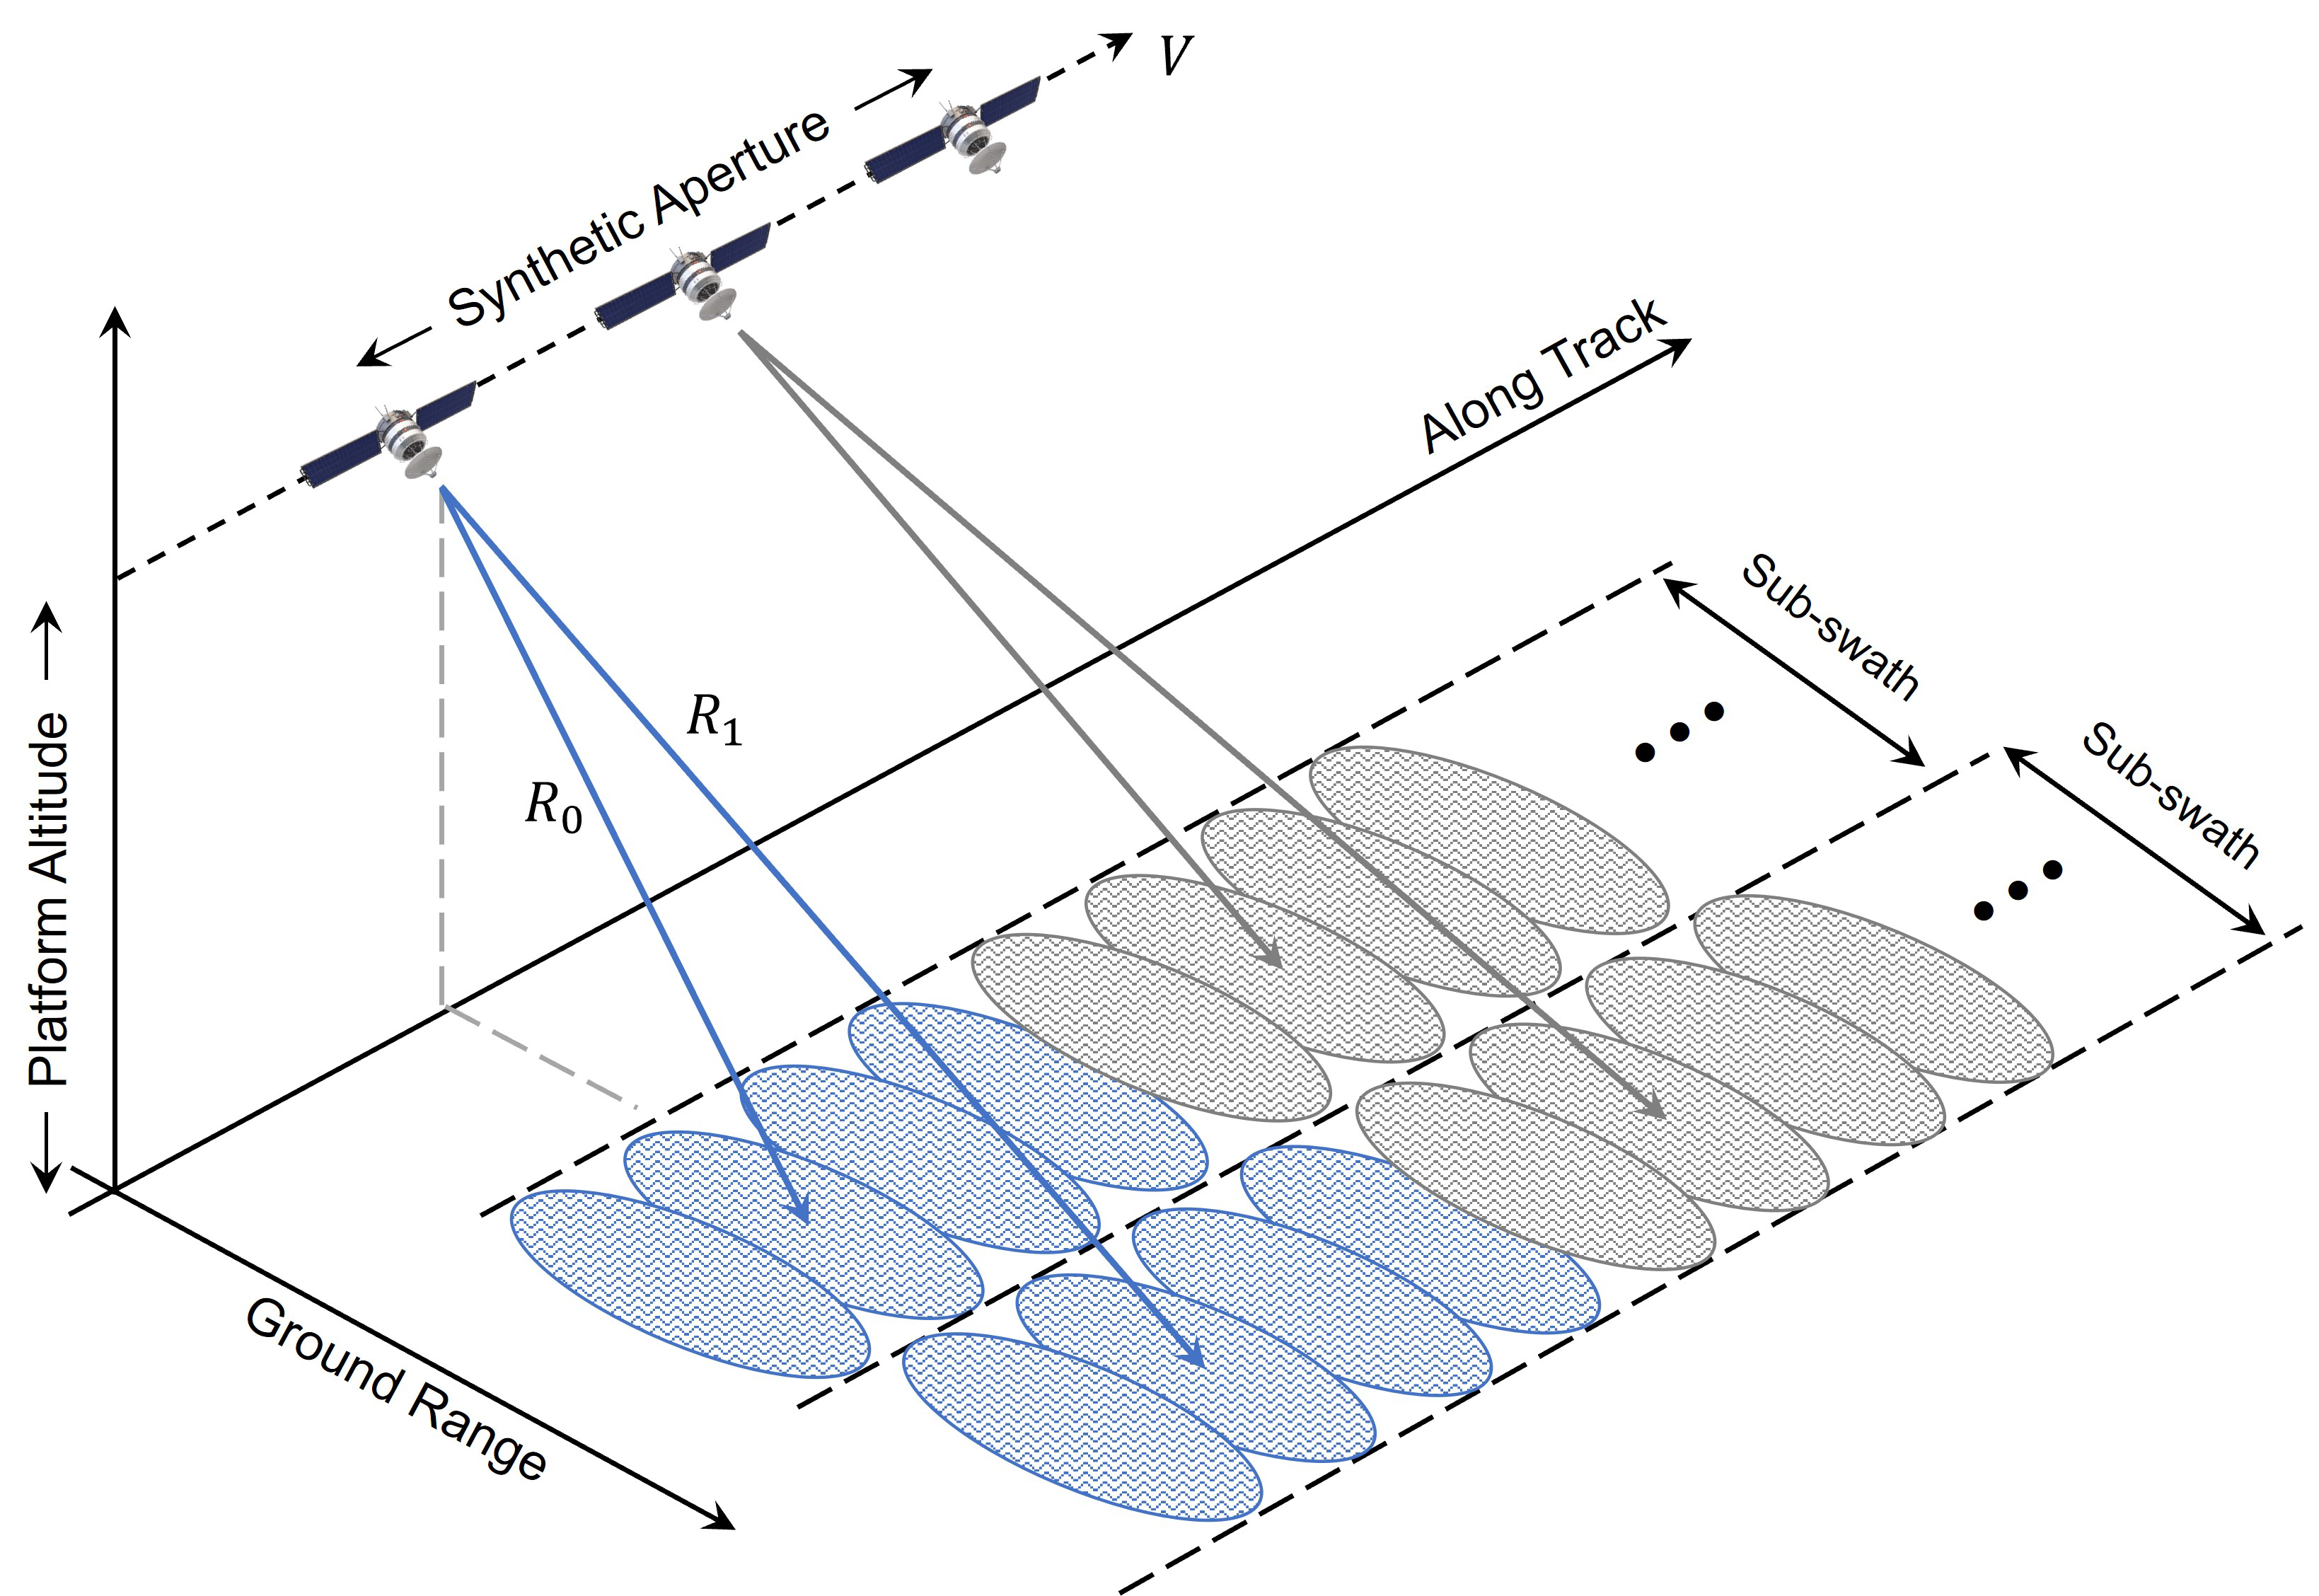 V
Synthetic Aperture
Along Track
Sub-swath
Sub-swath
Platform Altitude
R₁
R₀
Ground Range